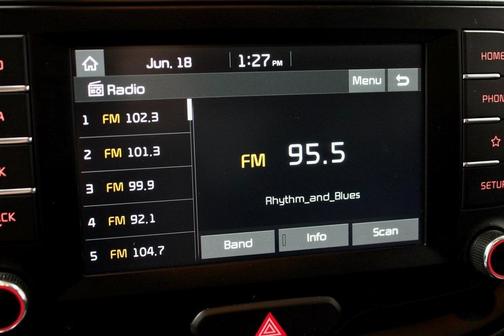 Jun, 18 1:27 PM
Radio Menu
1 FM 102.3
2 FM 101.3
3 FM 99.9
4 FM 92.1
5 FM 104.7
FM 95.5
Rhythm_and_Blues
Band Info Scan
HOME
PHON
SETUP